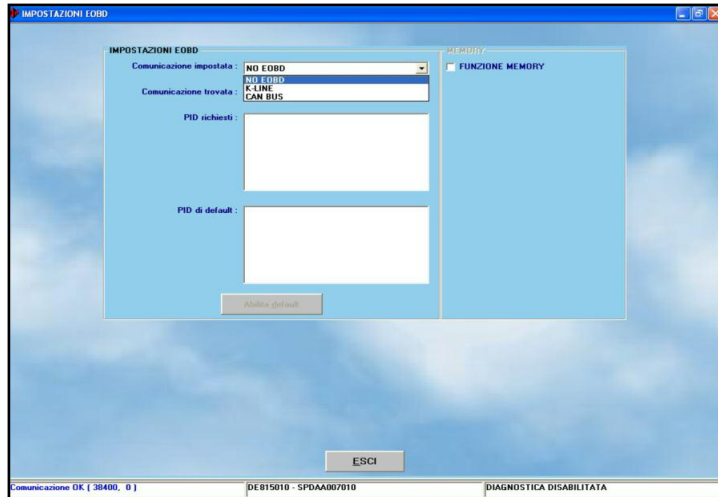 IMPOSTAZIONI EOBD
IMPOSTAZIONI EOBD
MEMORY
Comunicazione impostata :
NO EOBD
FUNZIONE MEMORY
NO EOBD
K-LINE
CAN BUS
Comunicazione trovata :
PID richiesti :
PID di default :
Abilita default
ESCI
Comunicazione OK ( 38400, 0 )
DE815010 - SPDAA007010
DIAGNOSTICA DISABILITATA